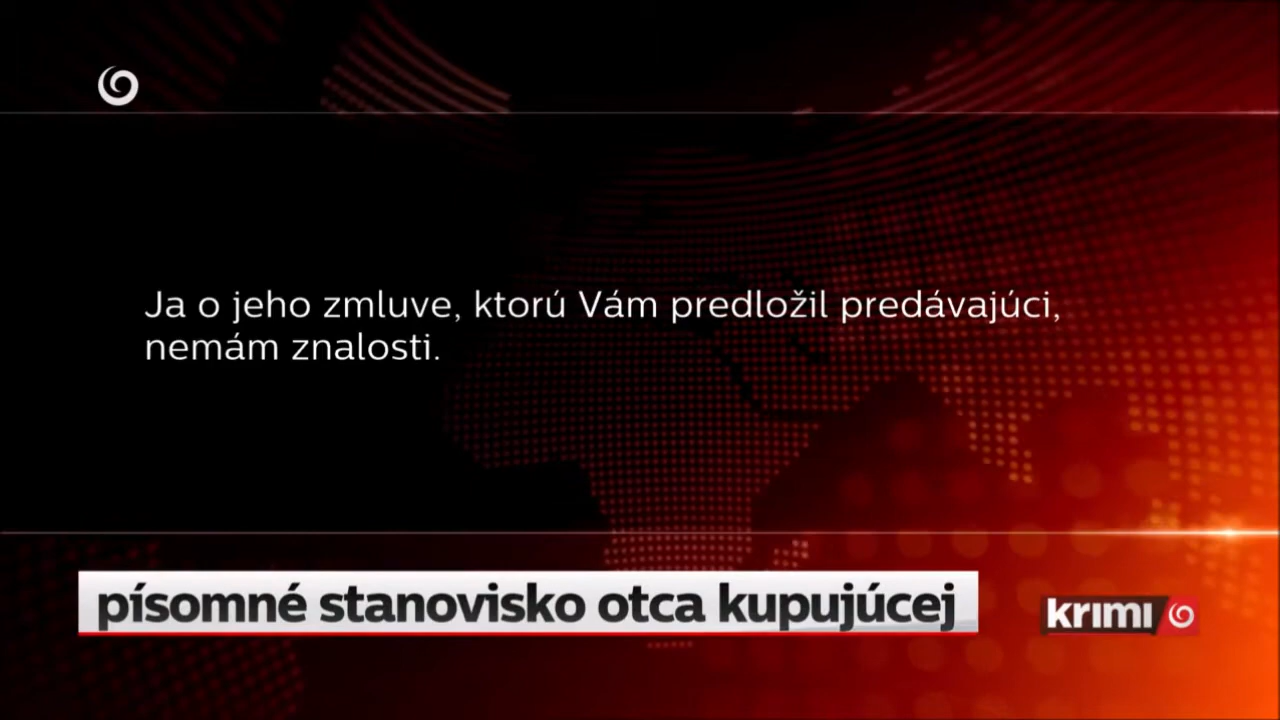 Ja o jeho zmluve, ktorú Vám predložil predávajúci,
nemám znalosti.
písomné stanovisko otca kupujúcej
krimi